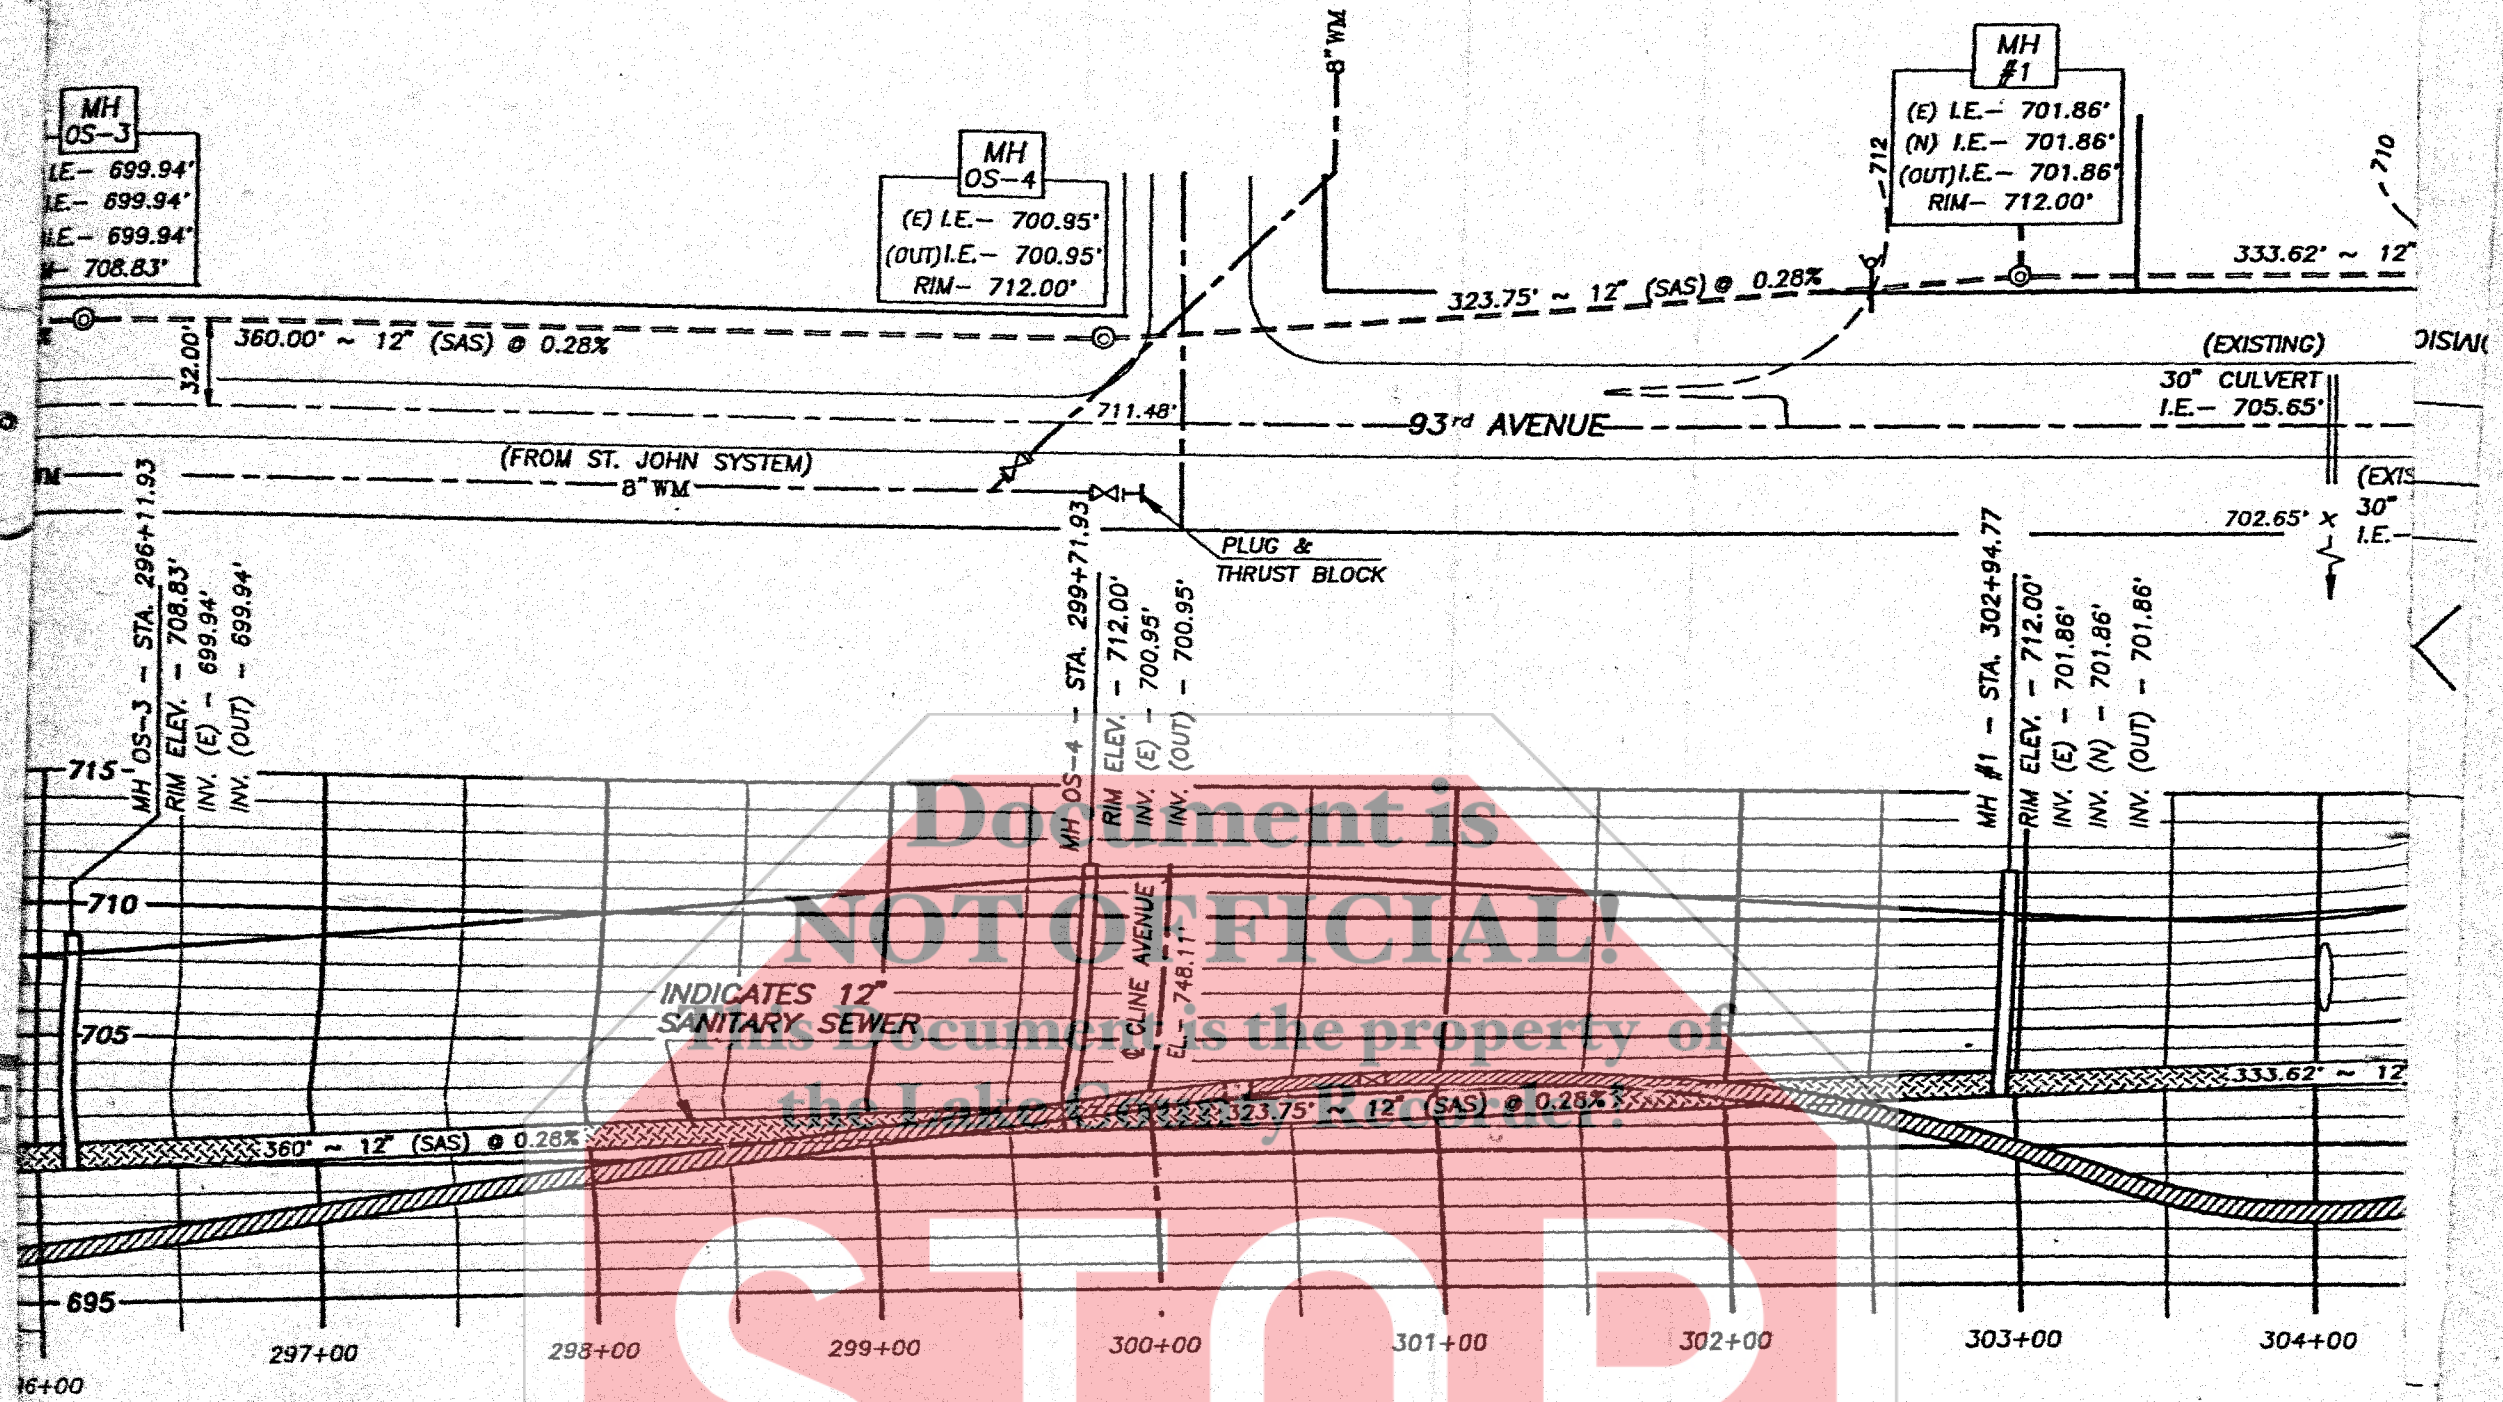 8" WM
MH
OS-3
I.E.- 699.94'
I.E.- 699.94'
I.E.- 699.94'
708.83'
MH
OS-4
(E) I.E.- 700.95'
(OUT) I.E.- 700.95'
RIM- 712.00'
MH
#1
(E) I.E.- 701.86'
(N) I.E.- 701.86'
(OUT) I.E.- 701.86'
RIM- 712.00'
712
710
333.62' ~ 12"
323.75' ~ 12" (SAS) @ 0.28%
360.00' ~ 12" (SAS) @ 0.28%
32.00'
(EXISTING)
30" CULVERT
I.E.- 705.65'
711.48'
93rd AVENUE
(FROM ST. JOHN SYSTEM)
8" WM
WM
PLUG &
THRUST BLOCK
702.65' X
30"
I.E.-
MH OS-3 - STA. 296+11.93
RIM ELEV. - 708.83'
INV. (E) - 699.94'
INV. (OUT) - 699.94'
MH OS-4 - STA. 299+71.93
RIM ELEV. - 712.00'
INV. (E) - 700.95'
INV. (OUT) - 700.95'
MH #1 - STA. 302+94.77
RIM ELEV. - 712.00'
INV. (E) - 701.86'
INV. (N) - 701.86'
INV. (OUT) - 701.86'
715
710
705
695
Document is
NOT OFFICIAL!
This Document is the property of
the Lake County Recorder!
STOP
INDICATES 12"
SANITARY SEWER
℄ CLINE AVENUE
EL.- 748.11'
333.62' ~ 12"
323.75' ~ 12" (SAS) @ 0.28%
360' ~ 12" (SAS) @ 0.28%
297+00
298+00
299+00
300+00
301+00
302+00
303+00
304+00
6+00